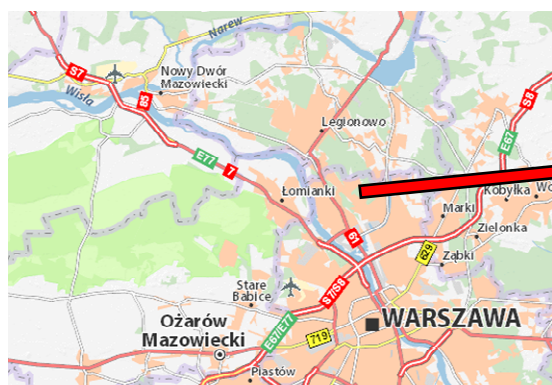 Narew
S7
Nowy Dwór
Mazowiecki
Wisła
85
S8
Legionowo
E67
E77
7
Łomianki
Kobyłka
Marki
61
Zielonka
629
Ząbki
Stare
Babice
S7/S8
WARSZAWA
Ożarów
Mazowiecki
E67/E77
719
Piastów